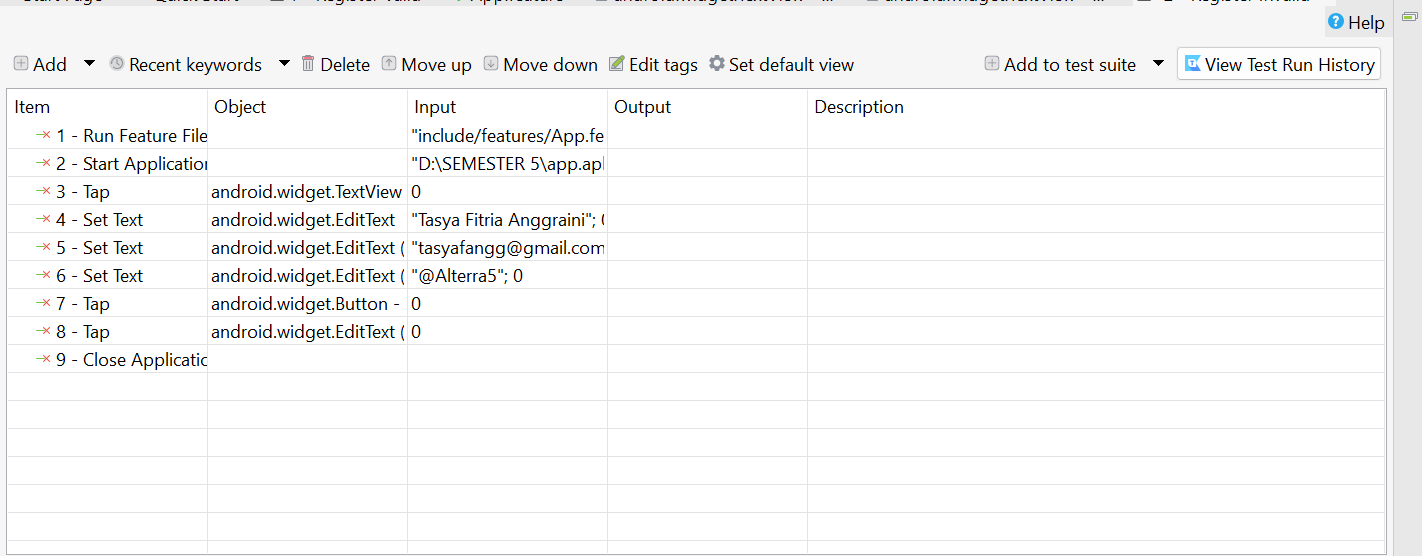 Help
Add Recent keywords Delete Move up Move down Edit tags Set default view Add to test suite View Test Run History
Item Object Input Output Description
1 - Run Feature File "include/features/App.fe
2 - Start Application "D:\SEMESTER 5\app.apl
3 - Tap android.widget.TextView 0
4 - Set Text android.widget.EditText "Tasya Fitria Anggraini"; 0
5 - Set Text android.widget.EditText ( "tasyafangg@gmail.com
6 - Set Text android.widget.EditText ( "@Alterra5"; 0
7 - Tap android.widget.Button - 0
8 - Tap android.widget.EditText ( 0
9 - Close Applicatic